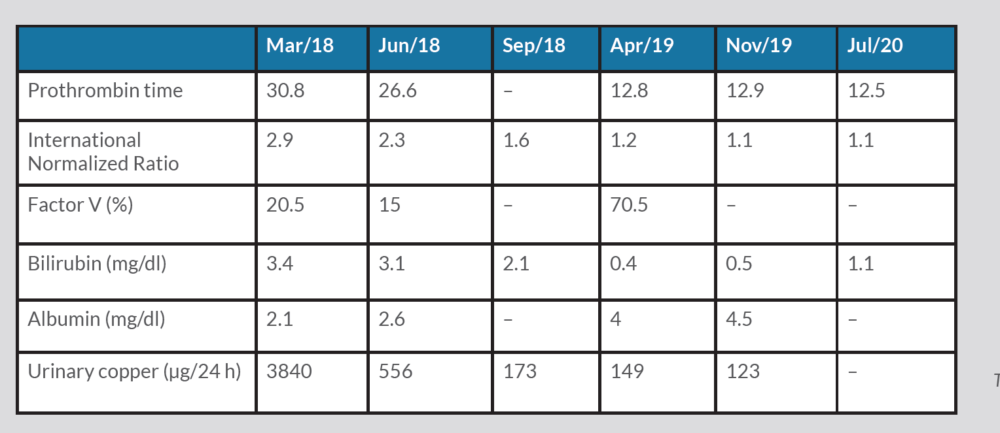 Mar/18 Jun/18 Sep/18 Apr/19 Nov/19 Jul/20
Prothrombin time 30.8 26.6 – 12.8 12.9 12.5
International
Normalized Ratio 2.9 2.3 1.6 1.2 1.1 1.1
Factor V (%) 20.5 15 – 70.5 – –
Bilirubin (mg/dl) 3.4 3.1 2.1 0.4 0.5 1.1
Albumin (mg/dl) 2.1 2.6 – 4 4.5 –
Urinary copper (µg/24 h) 3840 556 173 149 123 –